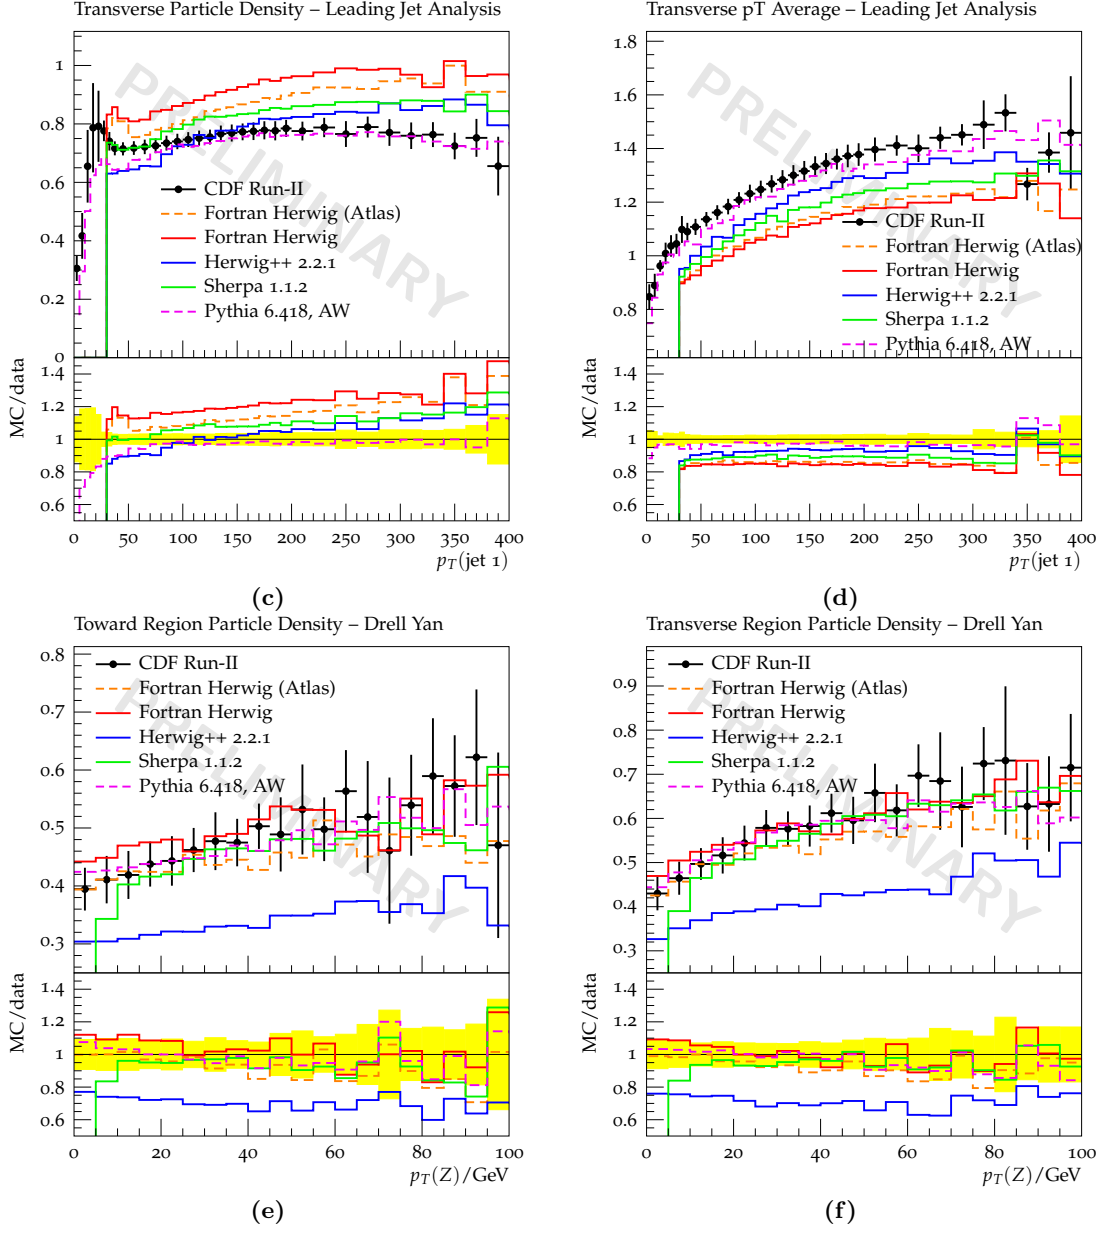 Transverse Particle Density – Leading Jet Analysis
PRELIMINARY
1
0.8
0.6
0.4
0.2
0
CDF Run-II
Fortran Herwig (Atlas)
Fortran Herwig
Herwig++ 2.2.1
Sherpa 1.1.2
Pythia 6.418, AW
MC/data
1.4
1.2
1
0.8
0.6
0 50 100 150 200 250 300 350 400
pT(jet 1)
(c)
Transverse pT Average – Leading Jet Analysis
PRELIMINARY
1.8
1.6
1.4
1.2
1
0.8
CDF Run-II
Fortran Herwig (Atlas)
Fortran Herwig
Herwig++ 2.2.1
Sherpa 1.1.2
Pythia 6.418, AW
MC/data
1.4
1.2
1
0.8
0.6
0 50 100 150 200 250 300 350 400
pT(jet 1)
(d)
Toward Region Particle Density – Drell Yan
PRELIMINARY
0.8
0.7
0.6
0.5
0.4
0.3
CDF Run-II
Fortran Herwig (Atlas)
Fortran Herwig
Herwig++ 2.2.1
Sherpa 1.1.2
Pythia 6.418, AW
MC/data
1.4
1.2
1
0.8
0.6
0 20 40 60 80 100
pT(Z)/GeV
(e)
Transverse Region Particle Density – Drell Yan
PRELIMINARY
0.9
0.8
0.7
0.6
0.5
0.4
0.3
CDF Run-II
Fortran Herwig (Atlas)
Fortran Herwig
Herwig++ 2.2.1
Sherpa 1.1.2
Pythia 6.418, AW
MC/data
1.4
1.2
1
0.8
0.6
0 20 40 60 80 100
pT(Z)/GeV
(f)